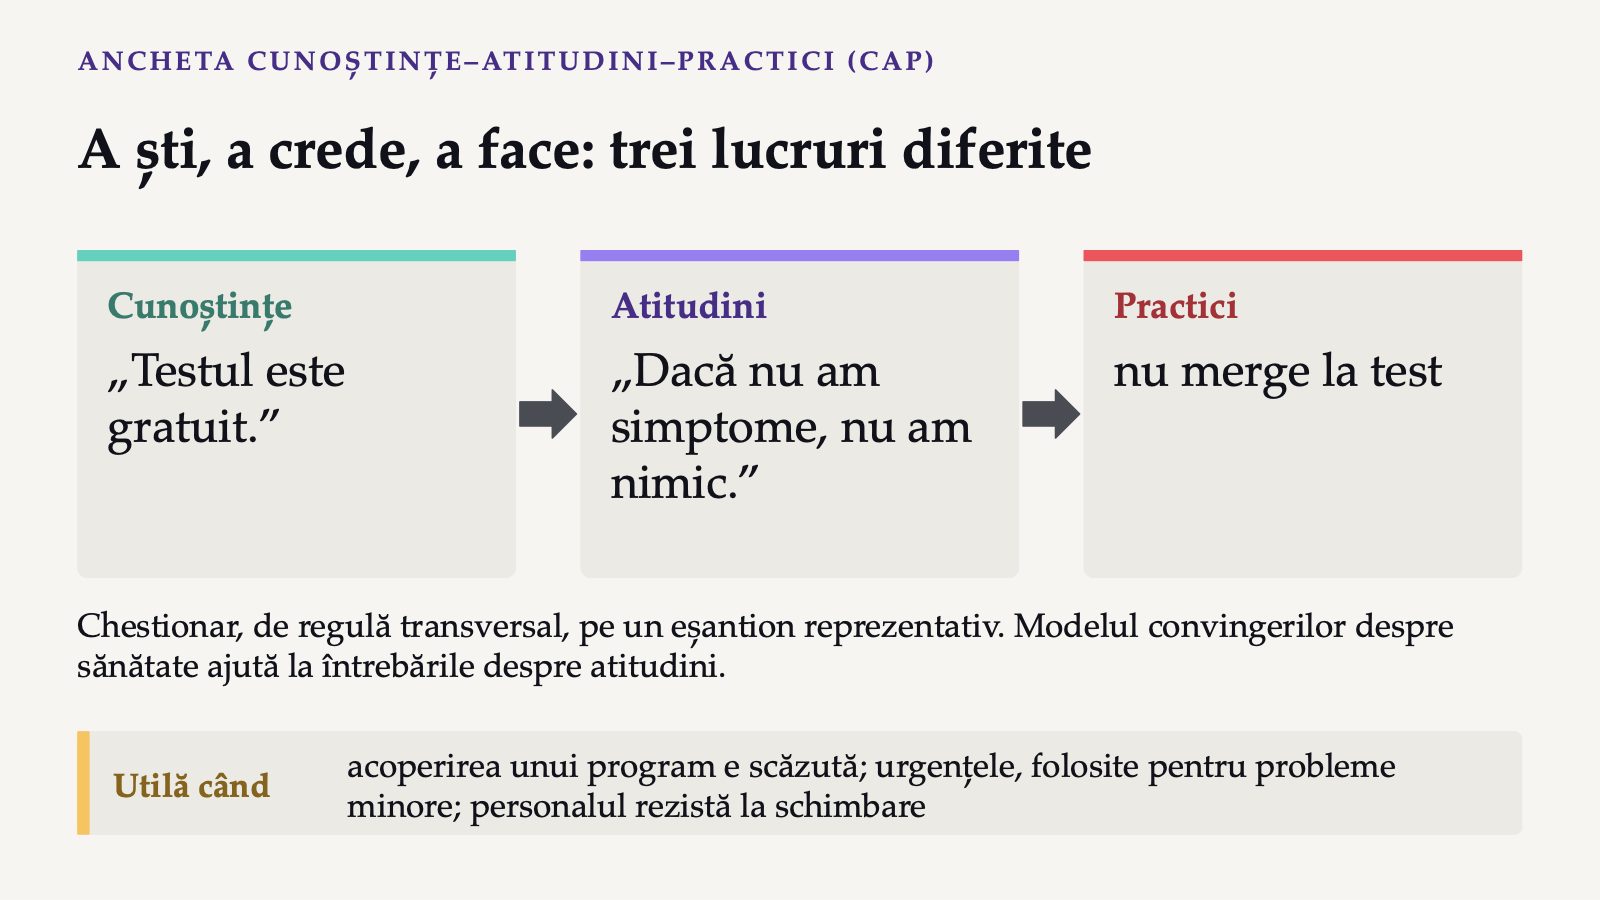 ANCHETA CUNOȘTINȚE–ATITUDINI–PRACTICI (CAP)
A ști, a crede, a face: trei lucruri diferite
Cunoștințe
„Testul este
gratuit.”
Atitudini
„Dacă nu am
simptome, nu am
nimic.”
Practici
nu merge la test
Chestionar, de regulă transversal, pe un eșantion reprezentativ. Modelul convingerilor despre
sănătate ajută la întrebările despre atitudini.
Utilă când
acoperirea unui program e scăzută; urgențele, folosite pentru probleme
minore; personalul rezistă la schimbare